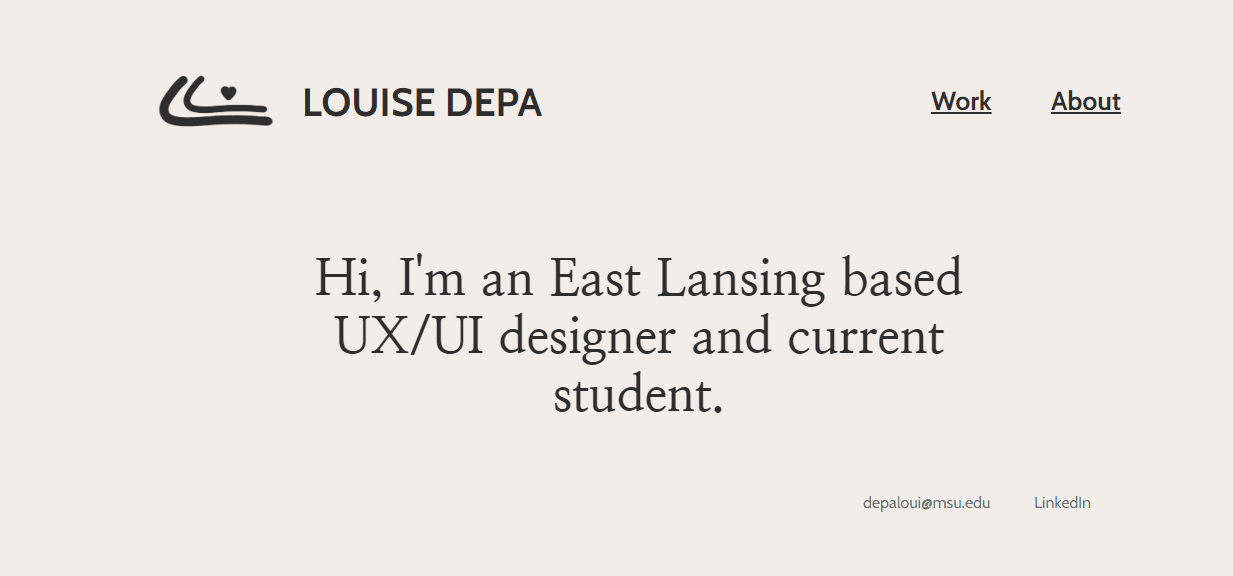 LOUISE DEPA
Work
About
Hi, I'm an East Lansing based
UX/UI designer and current
student.
depaloui@msu.edu
LinkedIn